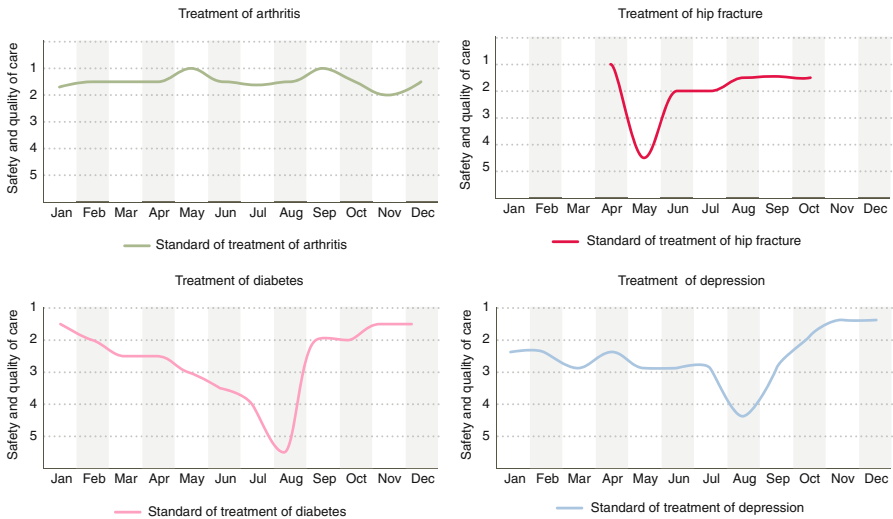 Treatment of arthritis
Safety and quality of care
1
2
3
4
5
Jan Feb Mar Apr May Jun Jul Aug Sep Oct Nov Dec
Standard of treatment of arthritis
Treatment of hip fracture
Safety and quality of care
1
2
3
4
5
Jan Feb Mar Apr May Jun Jul Aug Sep Oct Nov Dec
Standard of treatment of hip fracture
Treatment of diabetes
Safety and quality of care
1
2
3
4
5
Jan Feb Mar Apr May Jun Jul Aug Sep Oct Nov Dec
Standard of treatment of diabetes
Treatment of depression
Safety and quality of care
1
2
3
4
5
Jan Feb Mar Apr May Jun Jul Aug Sep Oct Nov Dec
Standard of treatment of depression